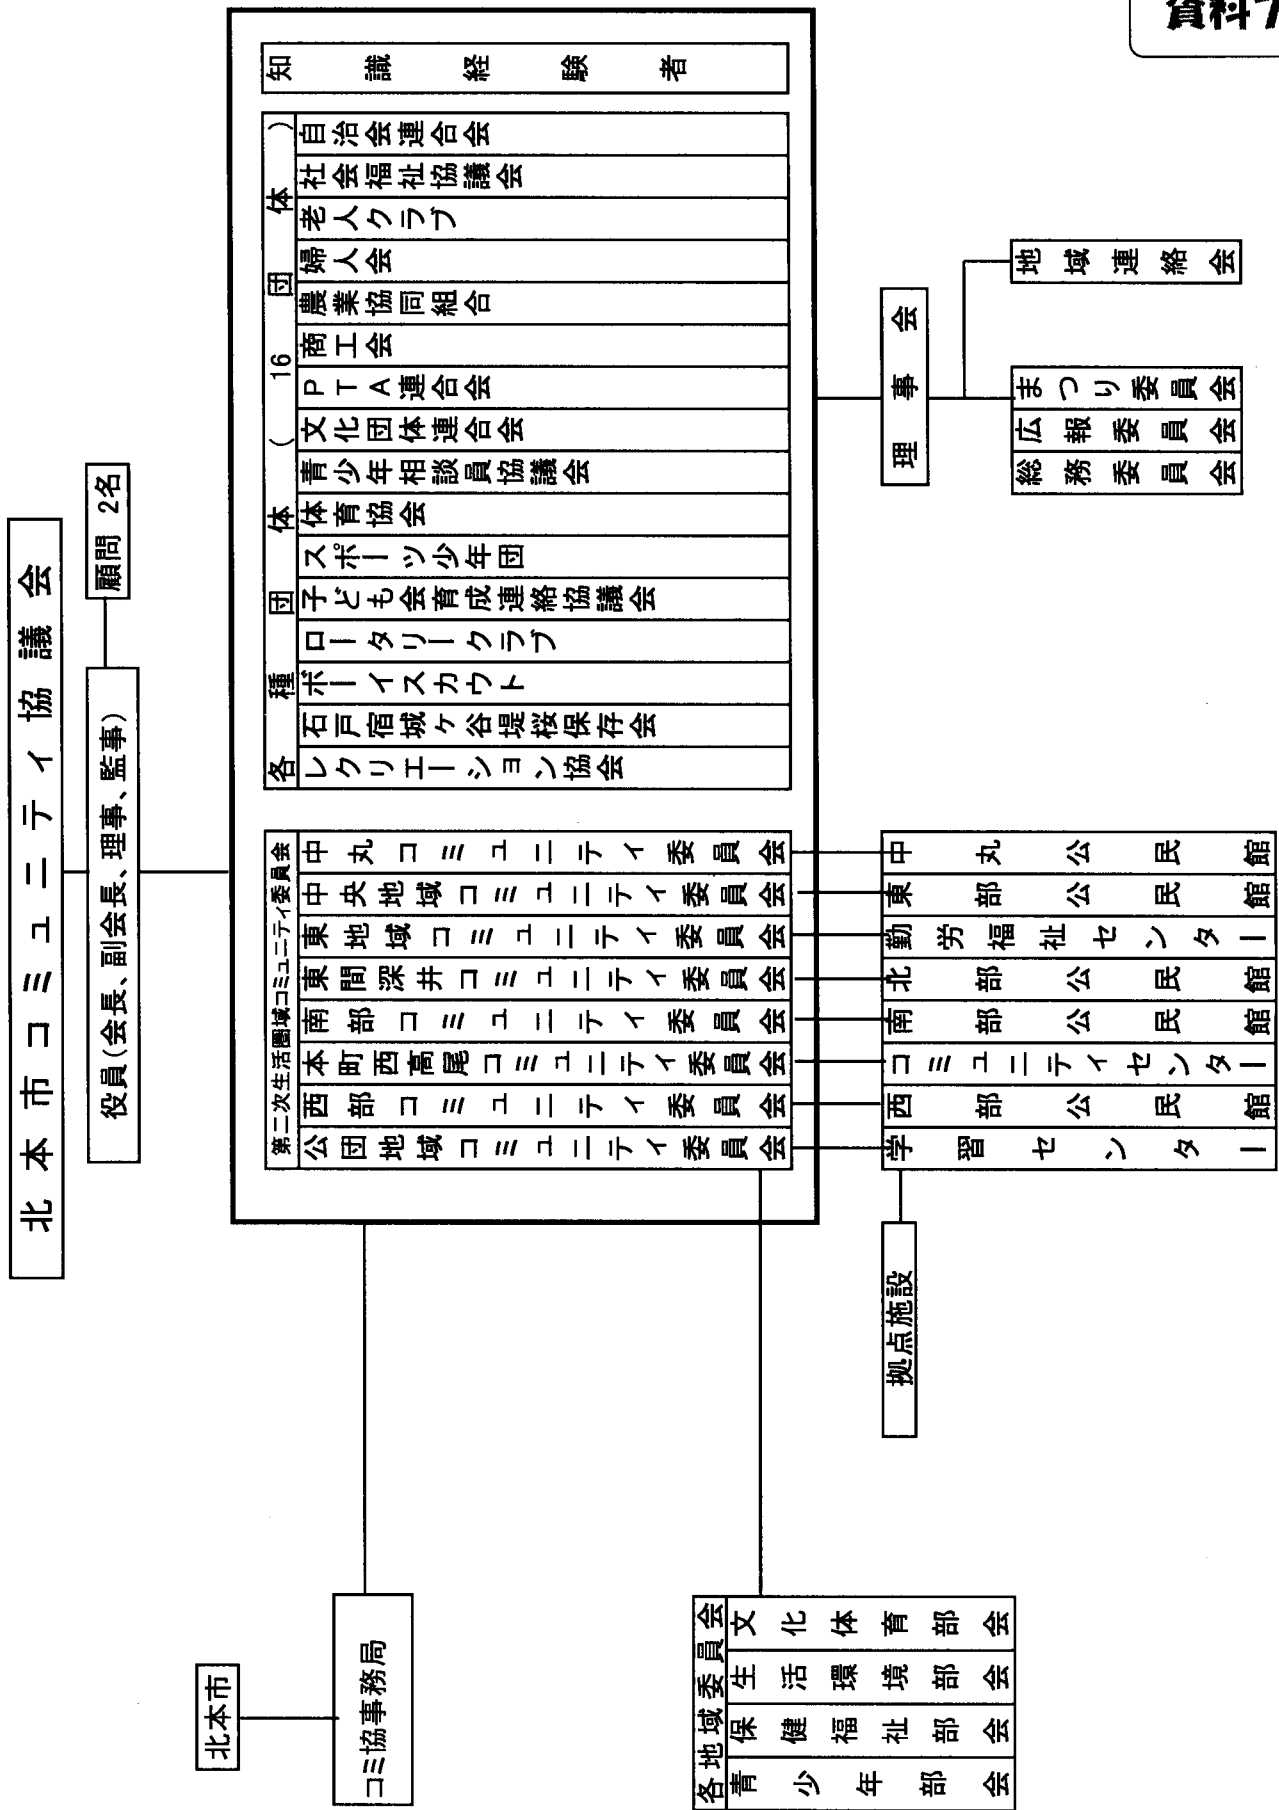 資料7
北本市コミュニティ協議会
役員(会長、副会長、理事、監事)
顧問 2名
北本市
コミ協事務局
第二次生活圏域コミュニティ委員会
公団地域コミュニティ委員会
西部コミュニティ委員会
本町西高尾コミュニティ委員会
南部コミュニティ委員会
東間深井コミュニティ委員会
東地域コミュニティ委員会
中央地域コミュニティ委員会
中丸コミュニティ委員会
各種団体(16団体)
レクリエーション協会
石戸宿城ケ谷堤桜保存会
ボーイスカウト
ロータリークラブ
子ども会育成連絡協議会
スポーツ少年団
体育協会
青少年相談員協議会
文化団体連合会
PTA連合会
商工会
農業協同組合
婦人会
老人クラブ
社会福祉協議会
自治会連合会
知識経験者
各地域委員会
青少年部会
保健福祉部会
生活環境部会
文化体育部会
拠点施設
学習センター
西部公民館
コミュニティセンター
南部公民館
北部公民館
勤労福祉センター
東部公民館
中丸公民館
理事会
総務委員会
広報委員会
まつり委員会
地域連絡会